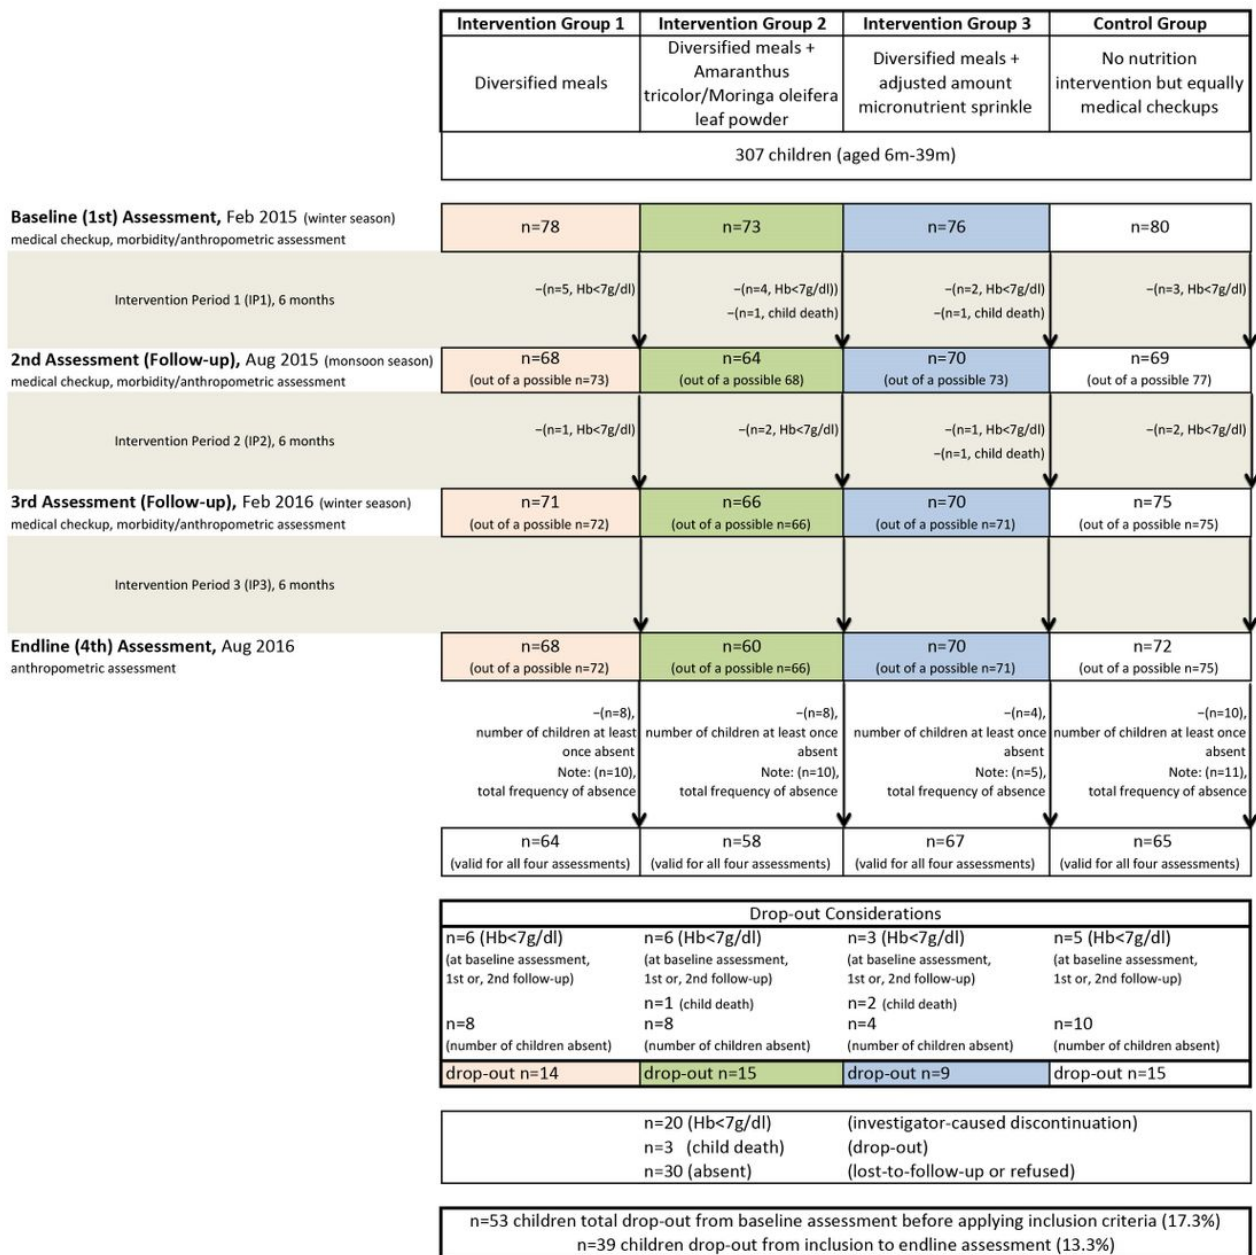 Intervention Group 1 Intervention Group 2 Intervention Group 3 Control Group
Diversified meals
Diversified meals +
Amaranthus
tricolor/Moringa oleifera
leaf powder
Diversified meals +
adjusted amount
micronutrient sprinkle
No nutrition
intervention but equally
medical checkups
307 children (aged 6m-39m)
Baseline (1st) Assessment, Feb 2015 (winter season)
medical checkup, morbidity/anthropometric assessment
n=78 n=73 n=76 n=80
Intervention Period 1 (IP1), 6 months
−(n=5, Hb<7g/dl)
−(n=4, Hb<7g/dl))
−(n=1, child death)
−(n=2, Hb<7g/dl)
−(n=1, child death)
−(n=3, Hb<7g/dl)
2nd Assessment (Follow-up), Aug 2015 (monsoon season)
medical checkup, morbidity/anthropometric assessment
n=68
(out of a possible n=73)
n=64
(out of a possible 68)
n=70
(out of a possible 73)
n=69
(out of a possible 77)
Intervention Period 2 (IP2), 6 months
−(n=1, Hb<7g/dl)
−(n=2, Hb<7g/dl)
−(n=1, Hb<7g/dl)
−(n=1, child death)
−(n=2, Hb<7g/dl)
3rd Assessment (Follow-up), Feb 2016 (winter season)
medical checkup, morbidity/anthropometric assessment
n=71
(out of a possible n=72)
n=66
(out of a possible n=66)
n=70
(out of a possible n=71)
n=75
(out of a possible n=75)
Intervention Period 3 (IP3), 6 months
Endline (4th) Assessment, Aug 2016
anthropometric assessment
n=68
(out of a possible n=72)
n=60
(out of a possible n=66)
n=70
(out of a possible n=71)
n=72
(out of a possible n=75)
−(n=8),
number of children at least
once absent
Note: (n=10),
total frequency of absence
−(n=8),
number of children at least once
absent
Note: (n=10),
total frequency of absence
−(n=4),
number of children at least once
absent
Note: (n=5),
total frequency of absence
−(n=10),
number of children at least once
absent
Note: (n=11),
total frequency of absence
n=64
(valid for all four assessments)
n=58
(valid for all four assessments)
n=67
(valid for all four assessments)
n=65
(valid for all four assessments)
Drop-out Considerations
n=6 (Hb<7g/dl)
(at baseline assessment,
1st or, 2nd follow-up)
n=8
(number of children absent)
drop-out n=14
n=6 (Hb<7g/dl)
(at baseline assessment,
1st or, 2nd follow-up)
n=1 (child death)
n=8
(number of children absent)
drop-out n=15
n=3 (Hb<7g/dl)
(at baseline assessment,
1st or, 2nd follow-up)
n=2 (child death)
n=4
(number of children absent)
drop-out n=9
n=5 (Hb<7g/dl)
(at baseline assessment,
1st or, 2nd follow-up)
n=10
(number of children absent)
drop-out n=15
n=20 (Hb<7g/dl) (investigator-caused discontinuation)
n=3 (child death) (drop-out)
n=30 (absent) (lost-to-follow-up or refused)
n=53 children total drop-out from baseline assessment before applying inclusion criteria (17.3%)
n=39 children drop-out from inclusion to endline assessment (13.3%)